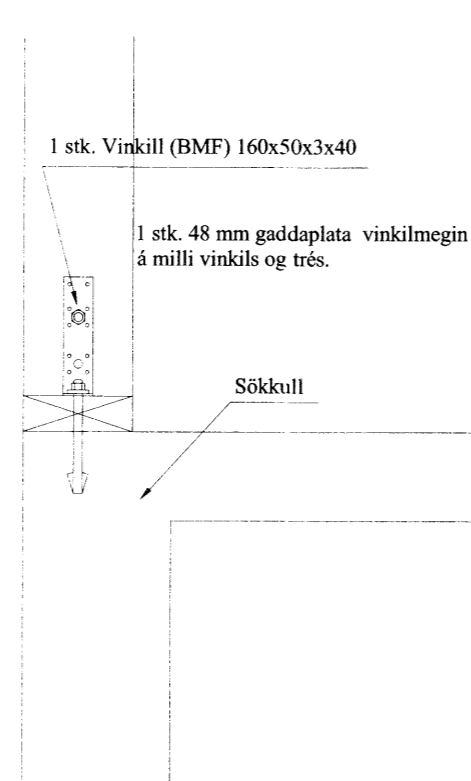 1 stk. Vinkill (BMF) 160x50x3x40
1 stk. 48 mm gaddaplata vinkilmegin
á milli vinkils og trés.
Sökkull